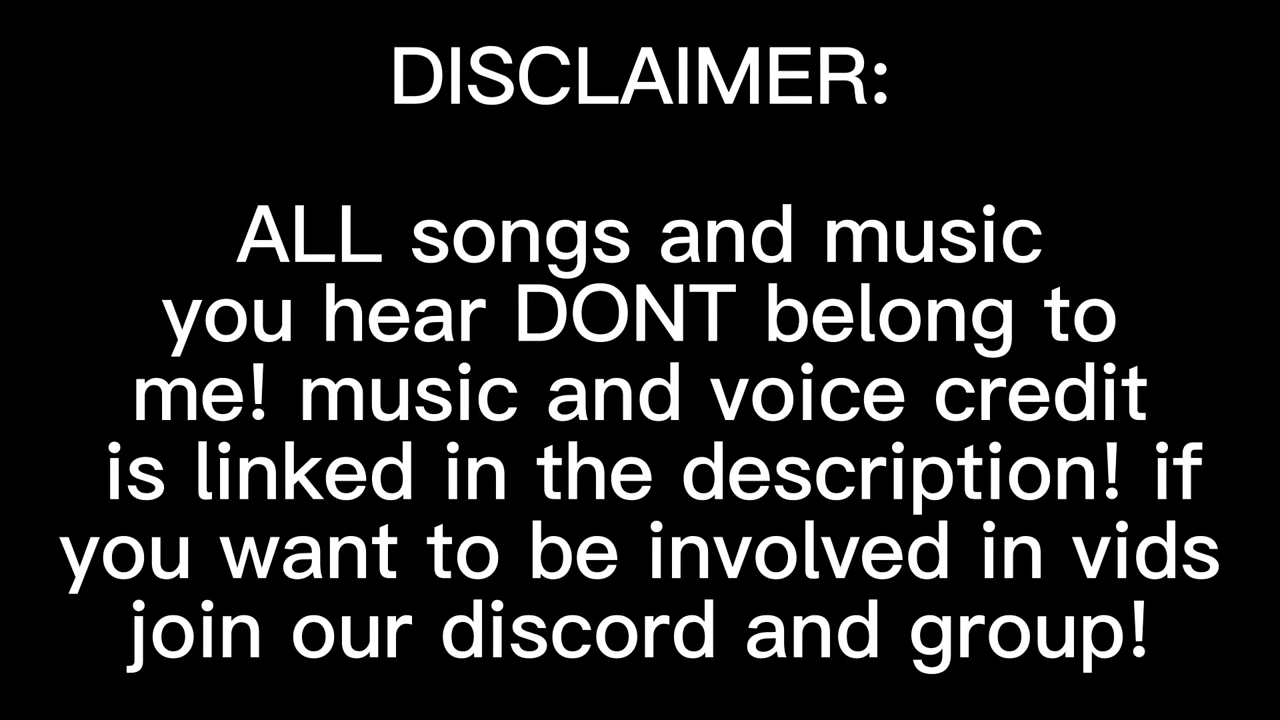 DISCLAIMER:
ALL songs and music
you hear DONT belong to
me! music and voice credit
is linked in the description! if
you want to be involved in vids
join our discord and group!